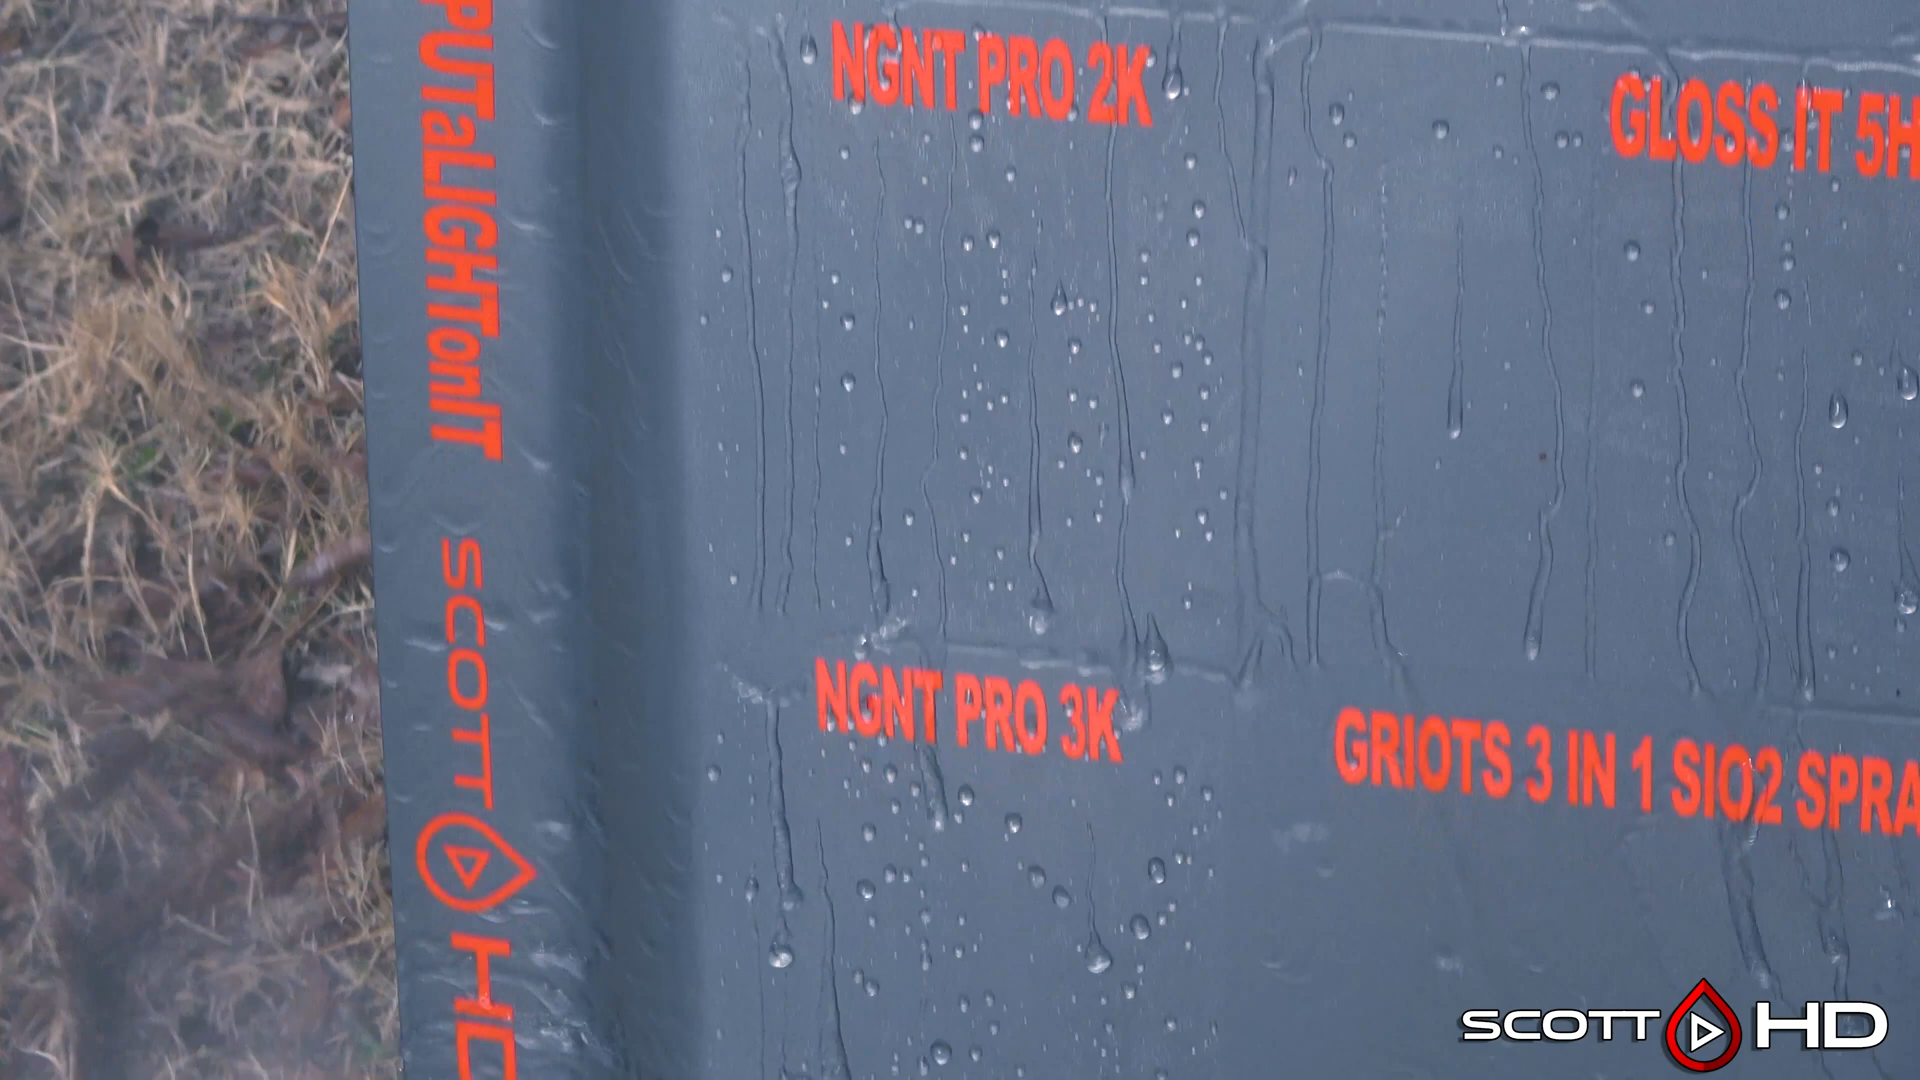 PUTaLIGHTonIT
SCOTT HD
NGNT PRO 2K
GLOSS IT 5H
NGNT PRO 3K
GRIOTS 3 IN 1 SIO2 SPRA
SCOTT HD